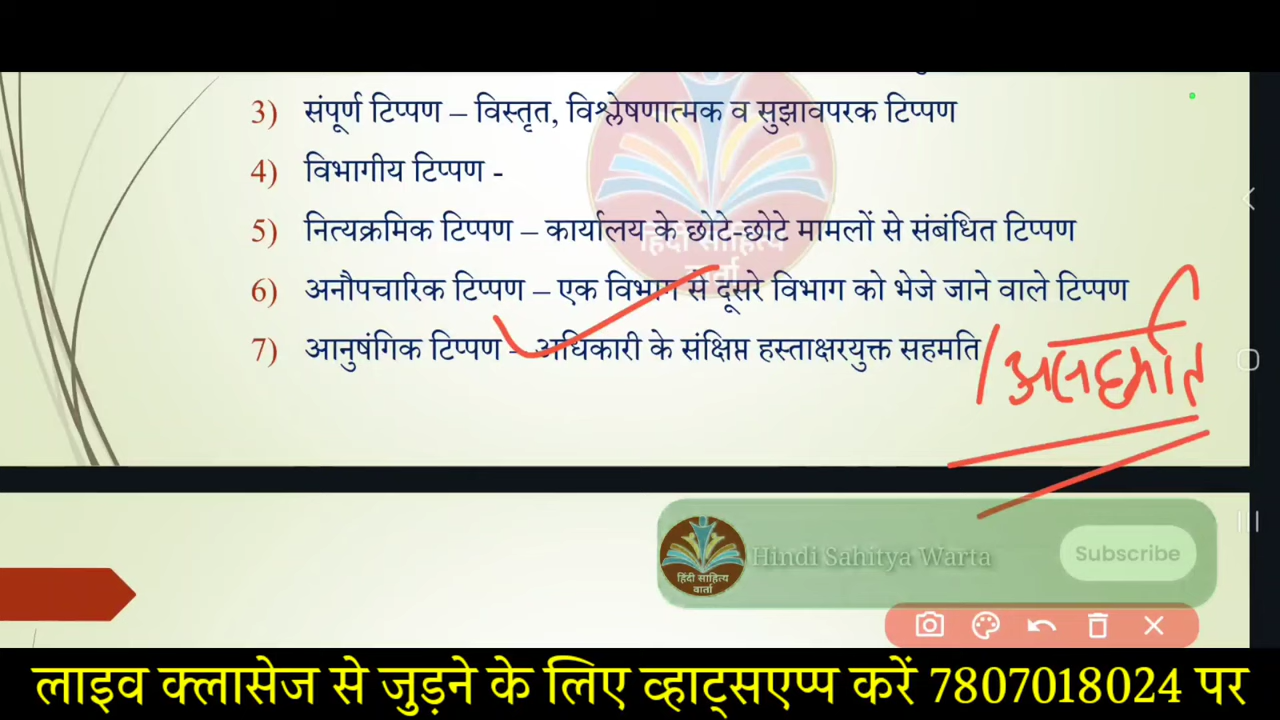 3) संपूर्ण टिप्पण – विस्तृत, विश्लेषणात्मक व सुझावपरक टिप्पण
4) विभागीय टिप्पण -
5) नित्यक्रमिक टिप्पण – कार्यालय के छोटे-छोटे मामलों से संबंधित टिप्पण
हिंदी साहित्य
वार्ता
6) अनौपचारिक टिप्पण – एक विभाग से दूसरे विभाग को भेजे जाने वाले टिप्पण
7) आनुषंगिक टिप्पण – अधिकारी के संक्षिप्त हस्ताक्षरयुक्त सहमति / असहमति
हिंदी साहित्य
वार्ता
Hindi Sahitya Warta
Subscribe
लाइव क्लासेज से जुड़ने के लिए व्हाट्सएप्प करें 7807018024 पर